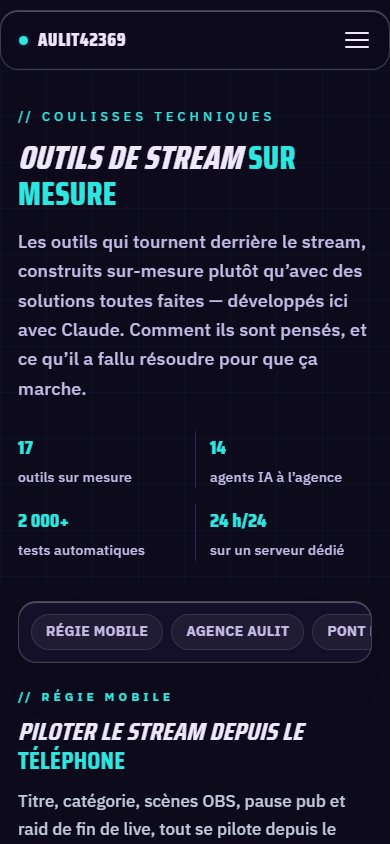 AULIT42369
// COULISSES TECHNIQUES
OUTILS DE STREAM SUR
MESURE
Les outils qui tournent derrière le stream,
construits sur-mesure plutôt qu’avec des
solutions toutes faites — développés ici
avec Claude. Comment ils sont pensés, et
ce qu’il a fallu résoudre pour que ça
marche.
17
outils sur mesure
14
agents IA à l’agence
2 000+
tests automatiques
24 h/24
sur un serveur dédié
RÉGIE MOBILE
AGENCE AULIT
PONT
// RÉGIE MOBILE
PILOTER LE STREAM DEPUIS LE
TÉLÉPHONE
Titre, catégorie, scènes OBS, pause pub et
raid de fin de live, tout se pilote depuis le